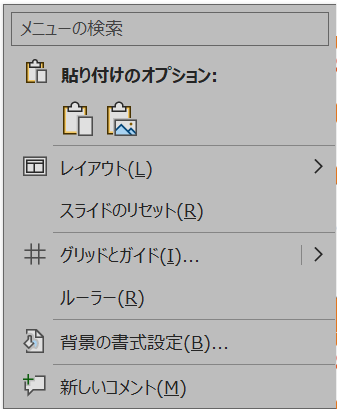 メニューの検索
貼り付けのオプション:
レイアウト(L)
スライドのリセット(R)
グリッドとガイド(I)...
ルーラー(R)
背景の書式設定(B)...
新しいコメント(M)